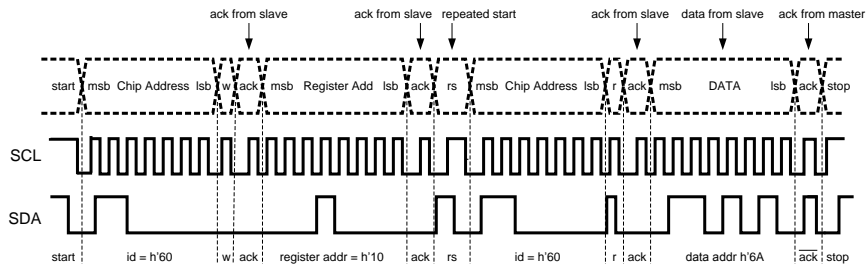 ack from slave ack from slave repeated start ack from slave data from slave ack from master
start msb Chip Address lsb w ack msb Register Add lsb ack rs msb Chip Address lsb r ack msb DATA lsb ack stop
SCL
SDA
start id = h'60 w ack register addr = h'10 ack rs id = h'60 r ack data addr h'6A ack stop